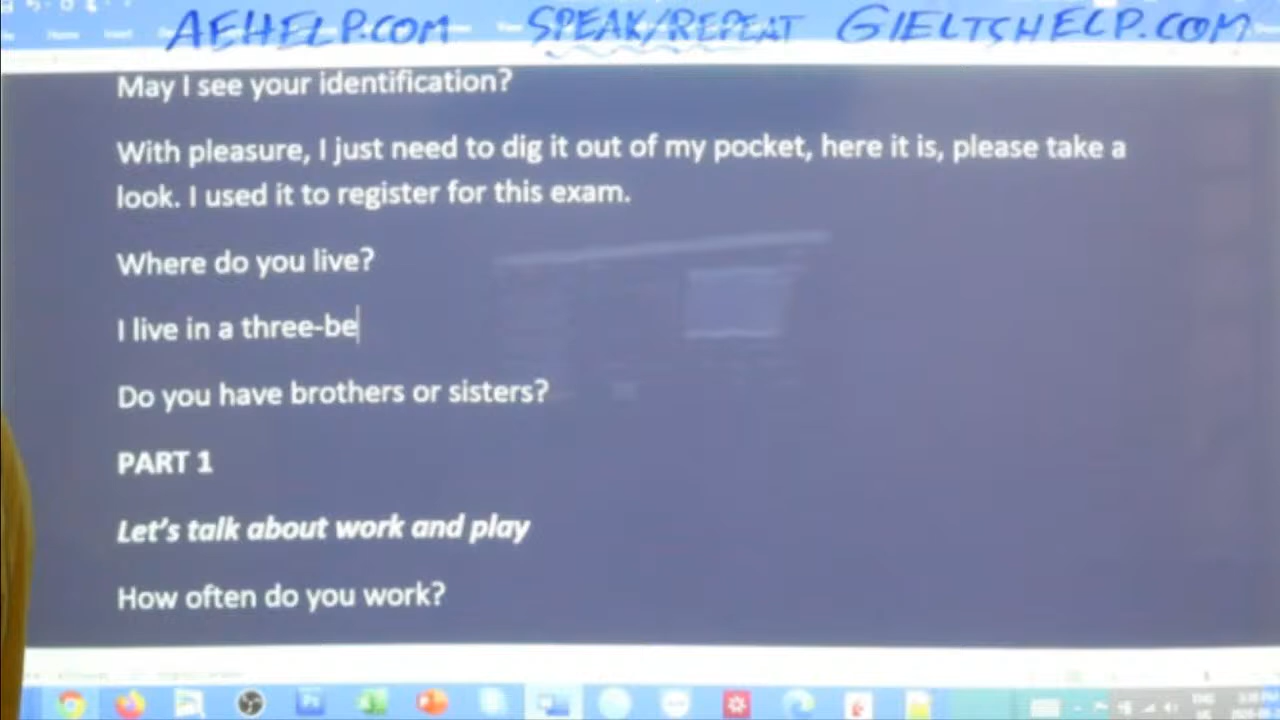 AEHELP.COM SPEAK/REPEAT GIELTSHELP.COM
May I see your identification?
With pleasure, I just need to dig it out of my pocket, here it is, please take a
look. I used it to register for this exam.
Where do you live?
I live in a three-be
Do you have brothers or sisters?
PART 1
Let's talk about work and play
How often do you work?